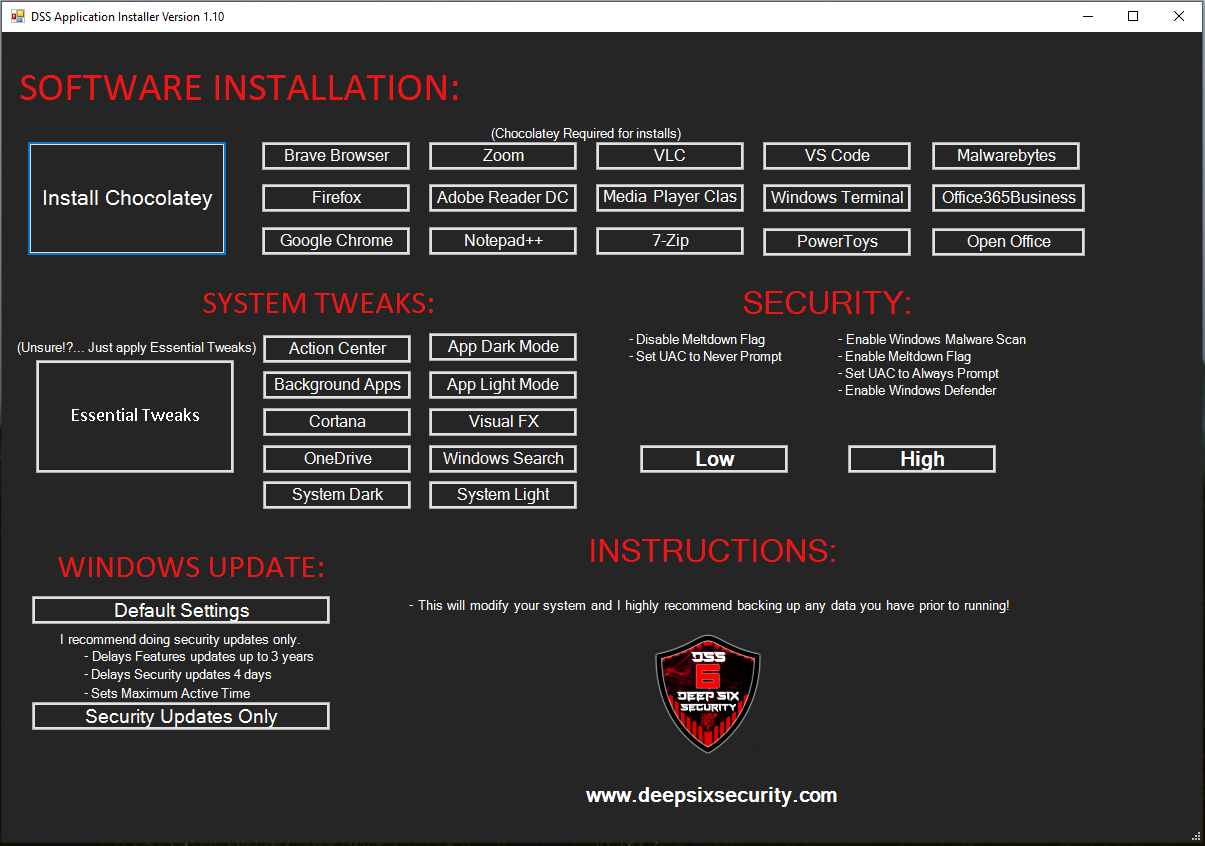 DSS Application Installer Version 1.10
SOFTWARE INSTALLATION:
(Chocolatey Required for installs)
Install Chocolatey
Brave Browser
Zoom
VLC
VS Code
Malwarebytes
Firefox
Adobe Reader DC
Media Player Clas
Windows Terminal
Office365Business
Google Chrome
Notepad++
7-Zip
PowerToys
Open Office
SYSTEM TWEAKS:
(Unsure!?... Just apply Essential Tweaks)
Essential Tweaks
Action Center
App Dark Mode
Background Apps
App Light Mode
Cortana
Visual FX
OneDrive
Windows Search
System Dark
System Light
SECURITY:
- Disable Meltdown Flag
- Set UAC to Never Prompt
- Enable Windows Malware Scan
- Enable Meltdown Flag
- Set UAC to Always Prompt
- Enable Windows Defender
Low
High
WINDOWS UPDATE:
Default Settings
I recommend doing security updates only.
- Delays Features updates up to 3 years
- Delays Security updates 4 days
- Sets Maximum Active Time
Security Updates Only
INSTRUCTIONS:
- This will modify your system and I highly recommend backing up any data you have prior to running!
DSS
6
DEEP SIX
SECURITY
www.deepsixsecurity.com